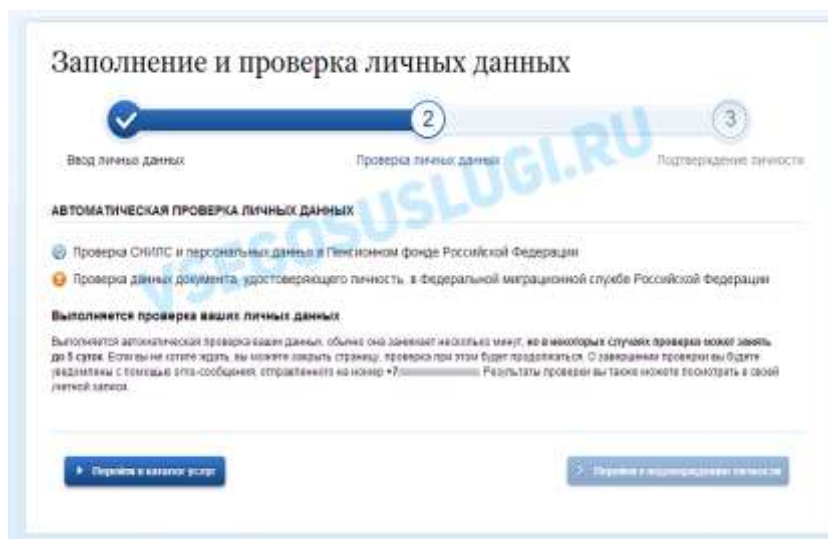 Заполнение и проверка личных данных
2
3
Ввод личных данных
Проверка личных данных
Подтверждение личности
VSEGOSUSLUGI.RU
АВТОМАТИЧЕСКАЯ ПРОВЕРКА ЛИЧНЫХ ДАННЫХ
Проверка СНИЛС и персональных данных в Пенсионном фонде Российской Федерации
Проверка данных документа, удостоверяющего личность, в Федеральной миграционной службе Российской Федерации
Выполняется проверка ваших личных данных
Выполняется автоматическая проверка ваших данных, обычно она занимает несколько минут, но в некоторых случаях проверка может занять
до 5 суток. Если вы не хотите ждать, вы можете закрыть страницу, проверка при этом будет продолжаться. О завершении проверки вы будете
уведомлены с помощью смс-сообщения, отправленного на номер +7 Результаты проверки вы также можете посмотреть в своей
учетной записи.
Перейти в каталог услуг
Перейти к подтверждению личности